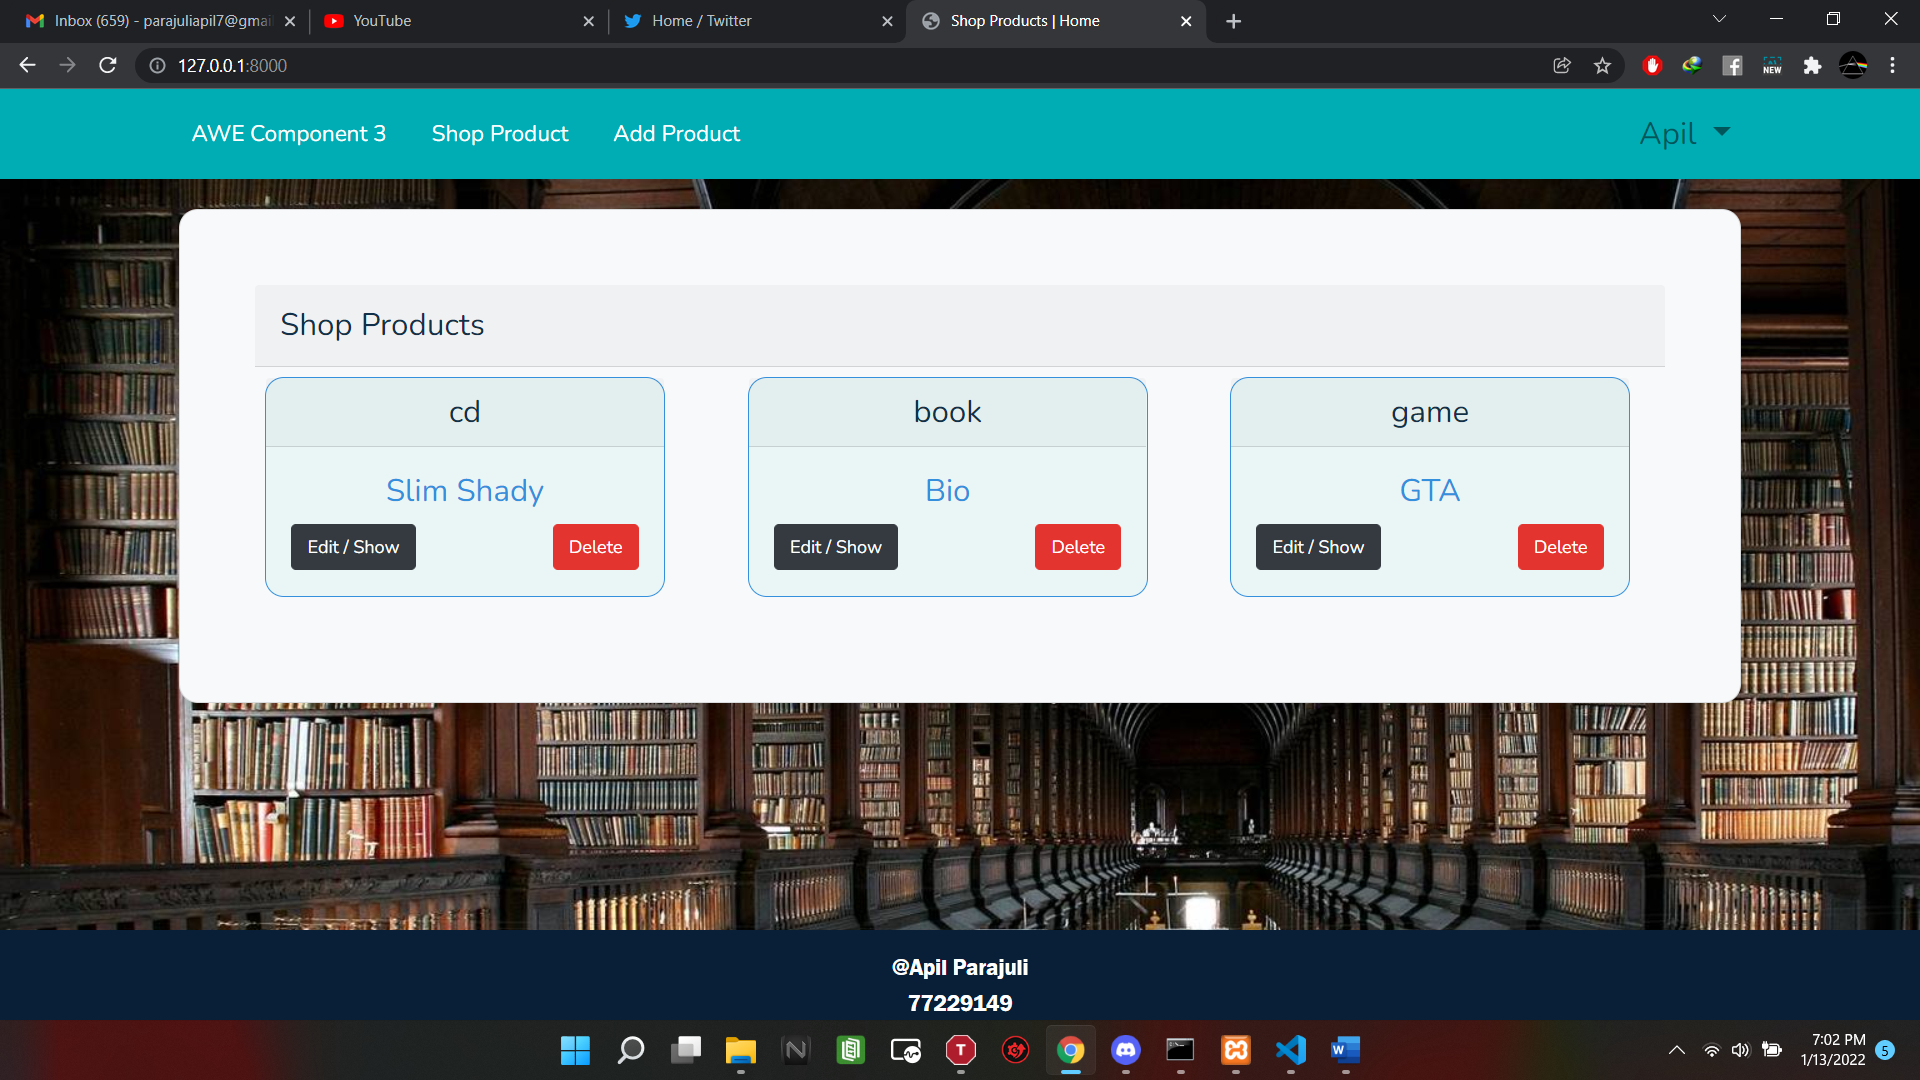 Inbox (659) - parajuliapil7@gmai
YouTube
Home / Twitter
Shop Products | Home
127.0.0.1:8000
NEW
AWE Component 3
Shop Product
Add Product
Apil
Shop Products
cd
book
game
Slim Shady
Bio
GTA
Edit / Show
Delete
Edit / Show
Delete
Edit / Show
Delete
@Apil Parajuli
77229149
7:02 PM
1/13/2022
5